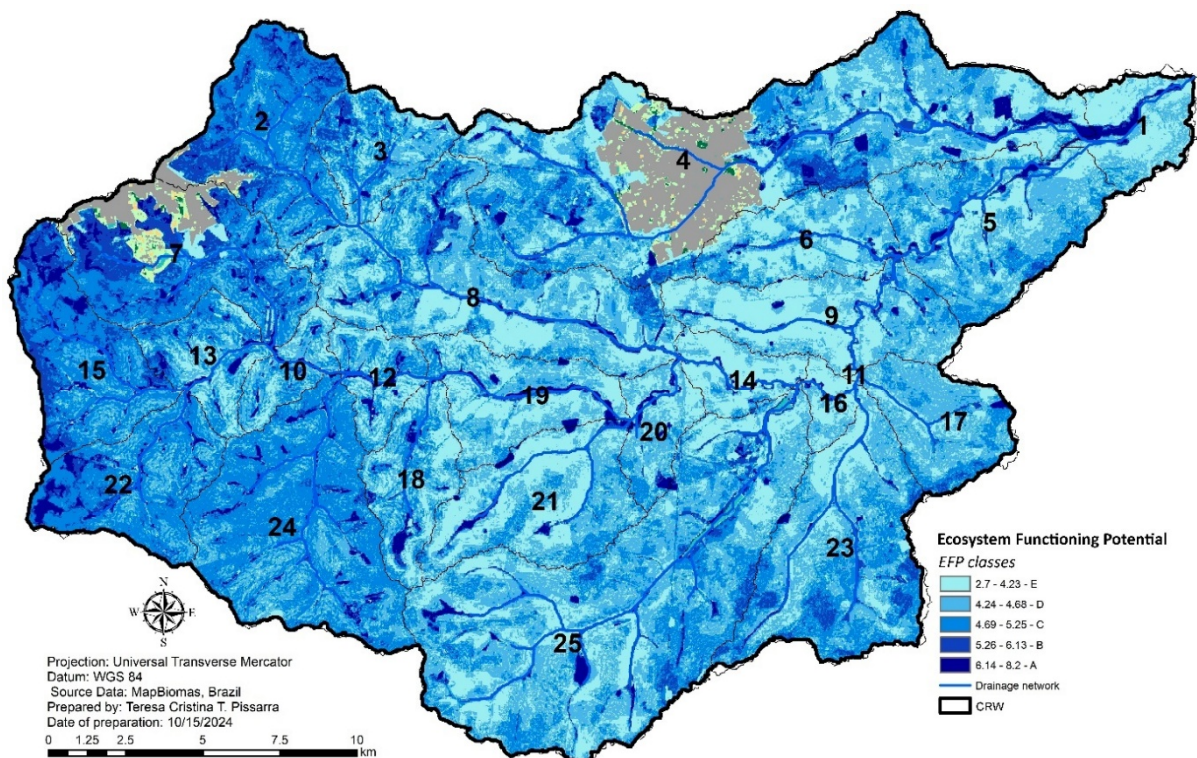 1
2
3
4
5
6
7
8
9
13
15
10
12
14
11
16
19
17
20
18
22
21
24
23
25
Ecosystem Functioning Potential
EFP classes
2.7 - 4.23 - E
4.24 - 4.68 - D
4.69 - 5.25 - C
5.26 - 6.13 - B
6.14 - 8.2 - A
Drainage network
CRW
N
W E
S
Projection: Universal Transverse Mercator
Datum: WGS 84
Source Data: MapBiomas, Brazil
Prepared by: Teresa Cristina T. Pissarra
Date of preparation: 10/15/2024
0 1.25 2.5 5 7.5 10
km